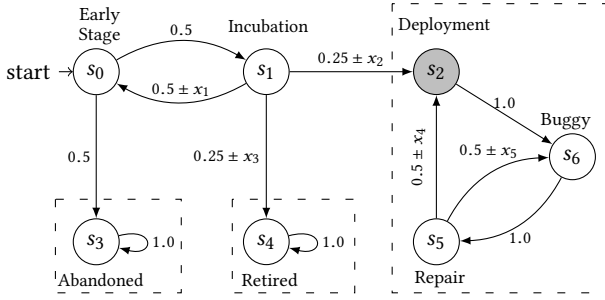 Early
Stage
Incubation
Deployment
start
s₀
0.5
s₁
0.25 ± x₂
s₂
0.5 ± x₁
1.0
Buggy
0.5
0.25 ± x₃
0.5 ± x₄
0.5 ± x₅
s₆
s₃
1.0
s₄
1.0
s₅
1.0
Abandoned
Retired
Repair